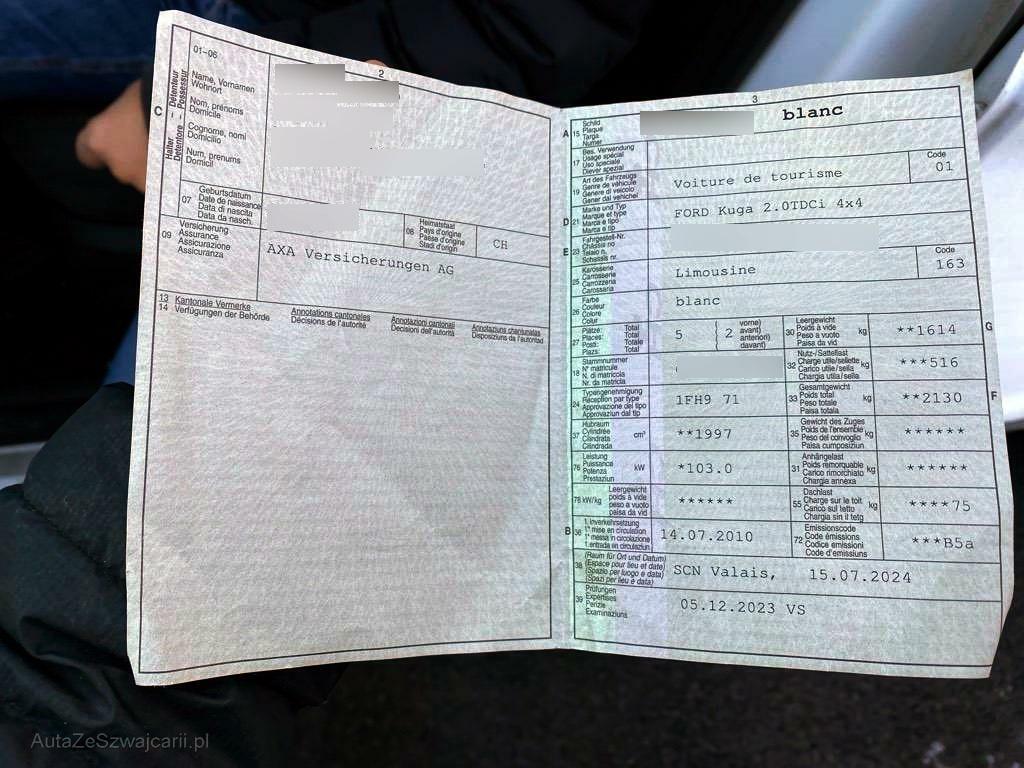 2
01-06
C
Halter – Détenteur
Detentore – Possessur
Name, Vornamen
Wohnort
Nom, prénoms
Domicile
Cognome, nomi
Domicilio
Num, prenums
Domicil
07
Geburtsdatum
Date de naissance
Data di nascita
Data da nasch.
08
Heimatstaat
Pays d'origine
Paese d'origine
Stadi d'origin
CH
09
Versicherung
Assurance
Assicurazione
Assicuranza
AXA Versicherungen AG
13 Kantonale Vermerke Annotations cantonales Annotazioni cantonali Annotaziuns chantunalas
14 Verfügungen der Behörde Décisions de l'autorité Decisioni dell'autorità Disposiziuns da l'autoritad
3
blanc
A 15
Schild
Plaque
Targa
Numer
17
Bes. Verwendung
Usage spécial
Uso speciale
Diever spezial
19
Art des Fahrzeugs
Genre de véhicule
Genere di veicolo
Gener dal vehichel
Voiture de tourisme
Code
01
D 21
Marke und Typ
Marque et type
Marca e tipo
Marca e tip
FORD Kuga 2.0TDCi 4x4
E 23
Fahrgestell-Nr.
Châssis no
Telaio n.
Schassis nr.
25
Karosserie
Carrosserie
Carrozzeria
Carossaria
Limousine
Code
163
26
Farbe
Couleur
Colore
Colur
blanc
27
Plätze: Total
Places: Total
Posti: Totale
Plazs: Total
5
( 2
vorne)
avant)
anteriori)
davant)
30
Leergewicht
Poids à vide
Peso a vuoto
Paisa da vid
kg
**1614
G
18
Stammnummer
N° matricule
N. di matricola
Nr. da matricla
32
Nutz-/Sattellast
Charge utile/sellette
Carico utile/sella
Chargia utila/sella
kg
***516
24
Typengenehmigung
Réception par type
Approvazione del tipo
Approvaziun dal tip
1FH9 71
33
Gesamtgewicht
Poids total
Peso totale
Paisa totala
kg
**2130
F
37
Hubraum
Cylindrée
Cilindrata
Cilindrada
cm³
**1997
35
Gewicht des Zuges
Poids de l'ensemble
Peso del convoglio
Paisa cumposiziun
kg
******
76
Leistung
Puissance
Potenza
Prestaziun
kW
*103.0
31
Anhängelast
Poids remorquable
Carico rimorchiato
Chargia annexa
kg
******
78 kW/kg
Leergewicht
poids à vide
peso a vuoto
paisa da vid
******
55
Dachlast
Charge sur le toit
Carico sul tetto
Chargia sin il tetg
kg
****75
B 36
1. Inverkehrsetzung
1re mise en circulation
1a messa in circolazione
1. entrada en circulaziun
14.07.2010
72
Emissionscode
Code émissions
Codice emissioni
Code d'emissiuns
***B5a
38
(Raum für Ort und Datum)
(Espace pour lieu et date)
(Spazio per luogo e data)
(Spazi per lieu e data)
SCN Valais, 15.07.2024
39
Prüfungen
Expertises
Perizie
Examinaziuns
05.12.2023 VS
AutaZeSzwajcarii.pl